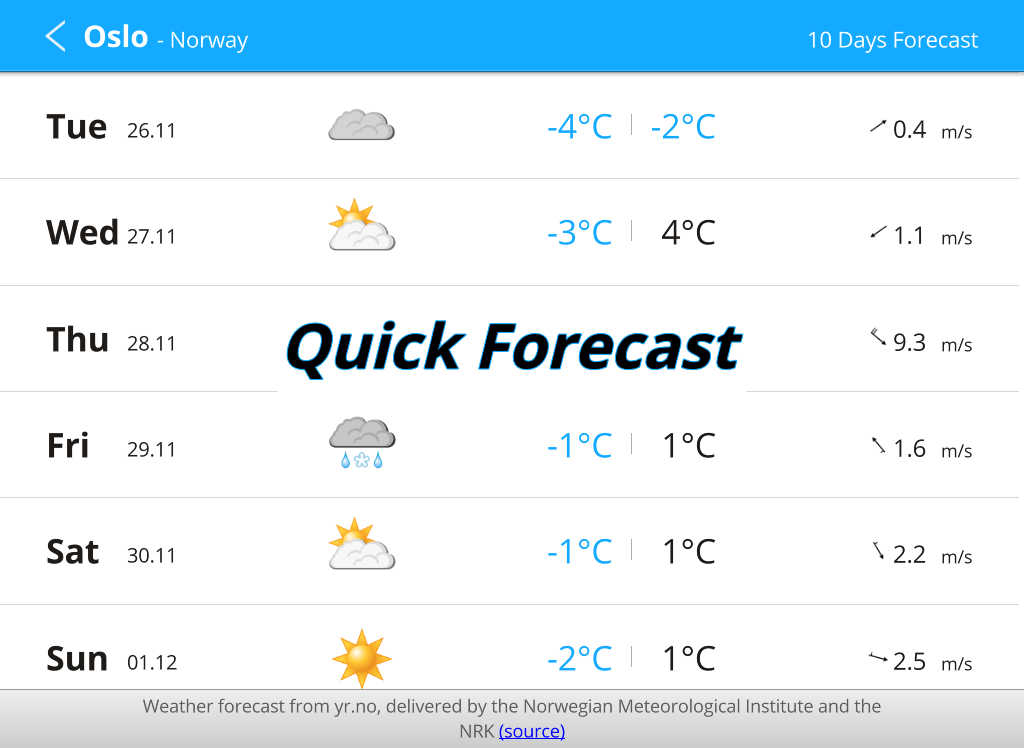 Oslo - Norway 10 Days Forecast
Tue 26.11 -4°C -2°C 0.4 m/s
Wed 27.11 -3°C 4°C 1.1 m/s
Thu 28.11 Quick Forecast 9.3 m/s
Fri 29.11 -1°C 1°C 1.6 m/s
Sat 30.11 -1°C 1°C 2.2 m/s
Sun 01.12 -2°C 1°C 2.5 m/s
Weather forecast from yr.no, delivered by the Norwegian Meteorological Institute and the
NRK (source)